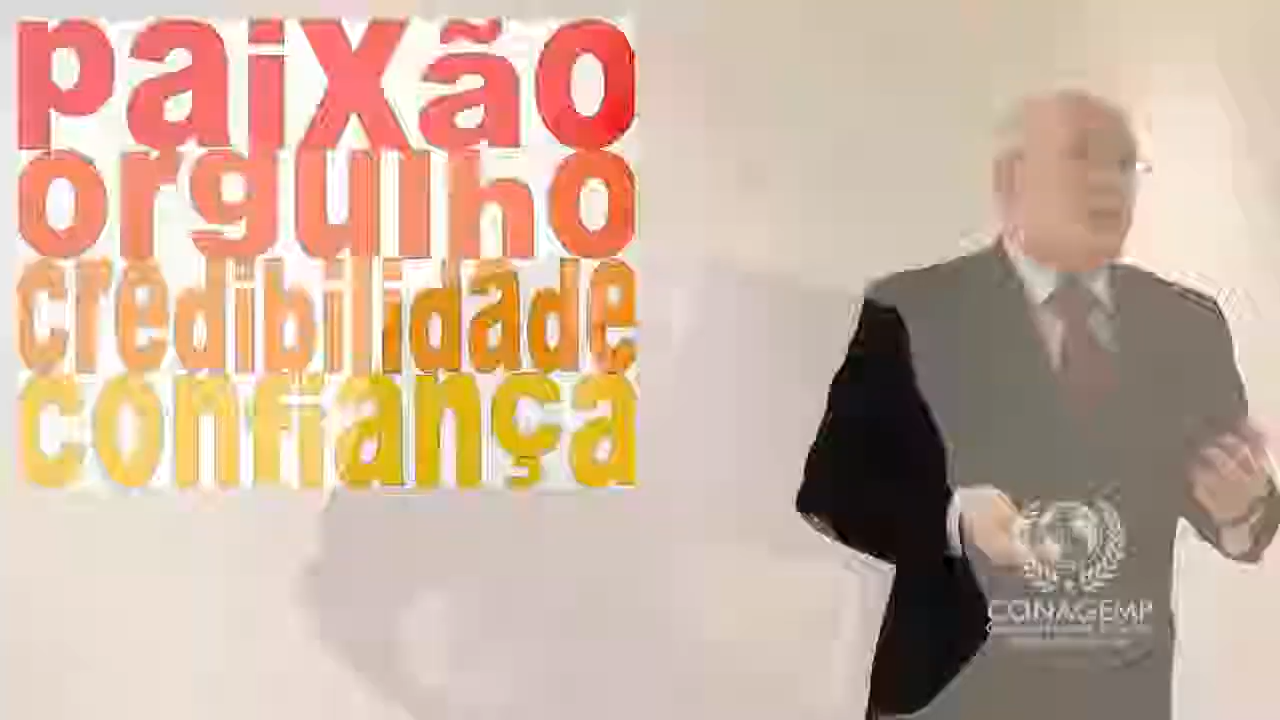 paixão
orgulho
credibilidade
confiança
CONAGEMP